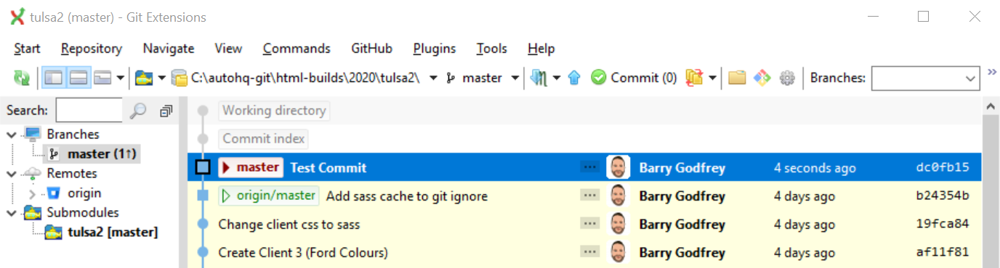 tulsa2 (master) - Git Extensions
Start Repository Navigate View Commands GitHub Plugins Tools Help
C:\autohq-git\html-builds\2020\tulsa2\ master Commit (0) Branches: »
Search: Working directory
Branches Commit index
master (1↑) master Test Commit ... Barry Godfrey 4 seconds ago dc0fb15
Remotes
origin origin/master Add sass cache to git ignore ... Barry Godfrey 4 days ago b24354b
Submodules
tulsa2 [master] Change client css to sass ... Barry Godfrey 4 days ago 19fca84
Create Client 3 (Ford Colours) ... Barry Godfrey 4 days ago af11f81